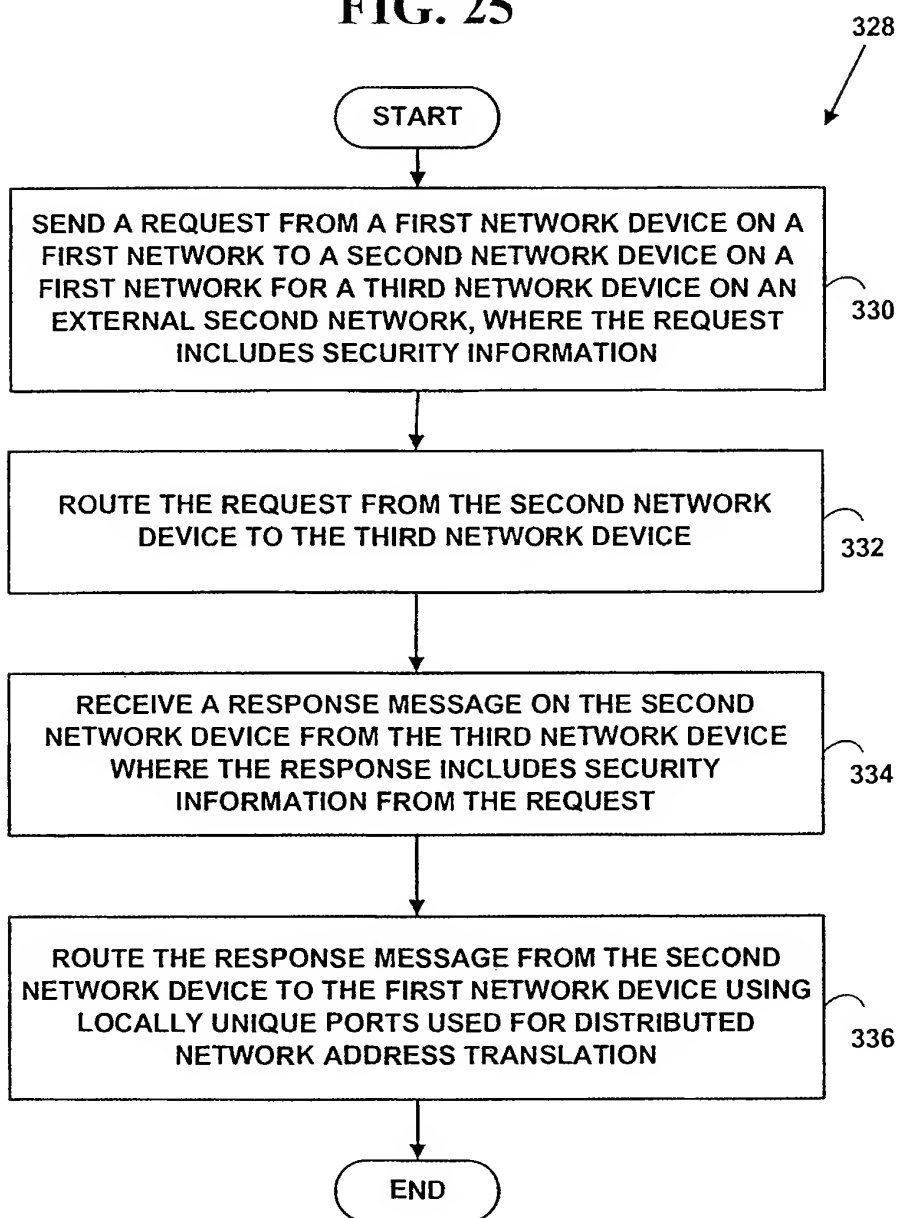 FIG. 25
328
START
SEND A REQUEST FROM A FIRST NETWORK DEVICE ON A
FIRST NETWORK TO A SECOND NETWORK DEVICE ON A
FIRST NETWORK FOR A THIRD NETWORK DEVICE ON AN
EXTERNAL SECOND NETWORK, WHERE THE REQUEST
INCLUDES SECURITY INFORMATION
330
ROUTE THE REQUEST FROM THE SECOND NETWORK
DEVICE TO THE THIRD NETWORK DEVICE
332
RECEIVE A RESPONSE MESSAGE ON THE SECOND
NETWORK DEVICE FROM THE THIRD NETWORK DEVICE
WHERE THE RESPONSE INCLUDES SECURITY
INFORMATION FROM THE REQUEST
334
ROUTE THE RESPONSE MESSAGE FROM THE SECOND
NETWORK DEVICE TO THE FIRST NETWORK DEVICE USING
LOCALLY UNIQUE PORTS USED FOR DISTRIBUTED
NETWORK ADDRESS TRANSLATION
336
END